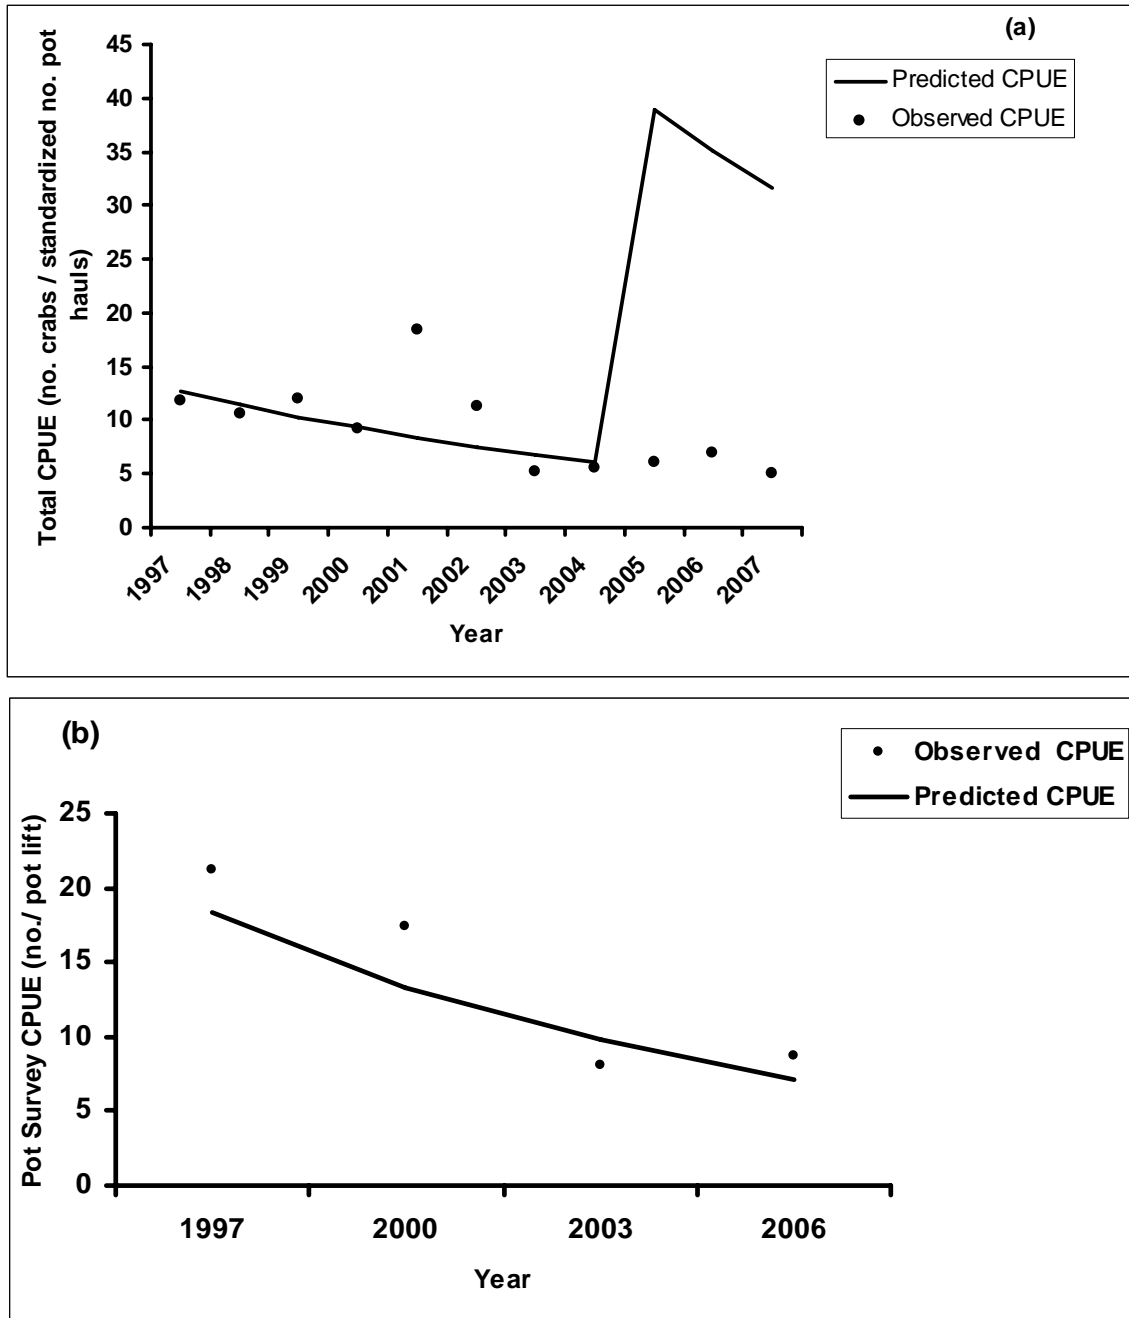 (a)
Total CPUE (no. crabs / standardized no. pot
hauls)
45
40
35
30
25
20
15
10
5
0
1997
1998
1999
2000
2001
2002
2003
2004
2005
2006
2007
Year
Predicted CPUE
Observed CPUE
(b)
Observed CPUE
Predicted CPUE
Pot Survey CPUE (no./ pot lift)
25
20
15
10
5
0
1997
2000
2003
2006
Year